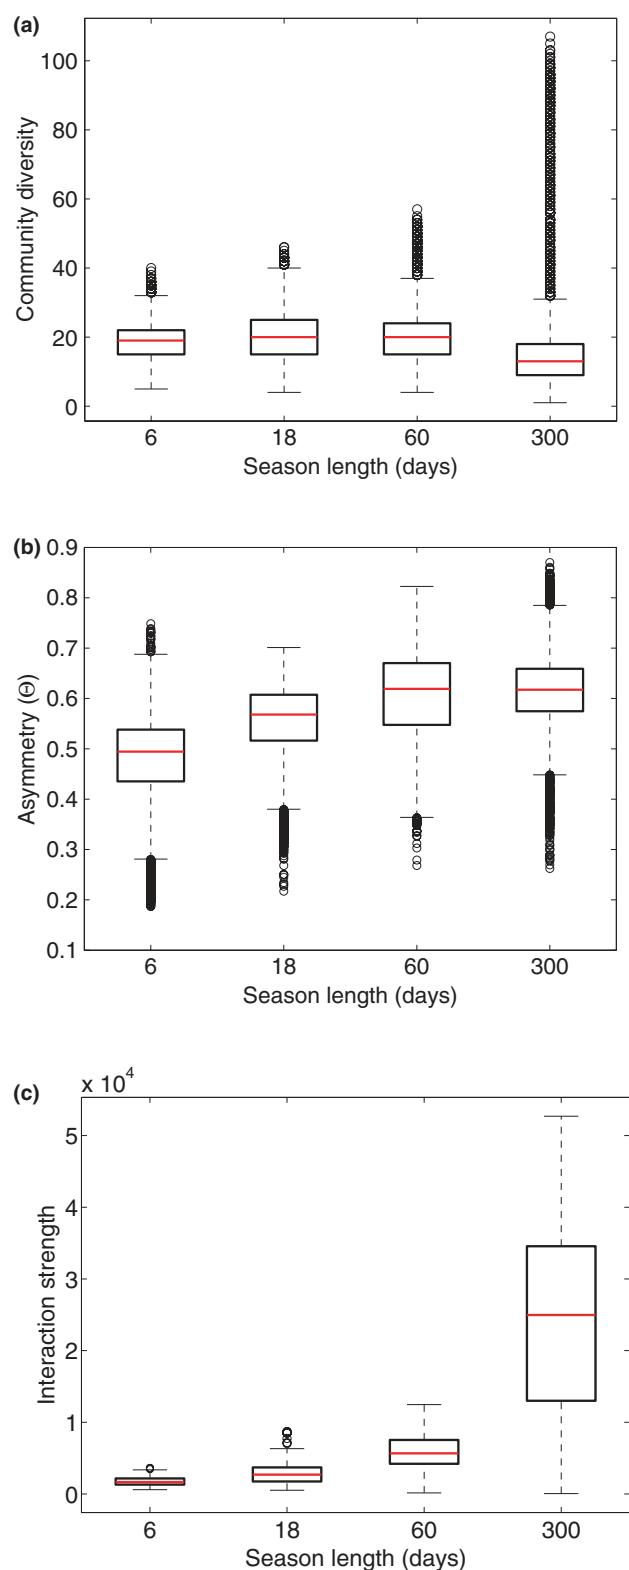 (a)
100
80
60
40
20
0
Community diversity
6 18 60 300
Season length (days)
(b)
0.9
0.8
0.7
0.6
0.5
0.4
0.3
0.2
0.1
Asymmetry (Θ)
6 18 60 300
Season length (days)
(c)
x 10⁴
5
4
3
2
1
0
Interaction strength
6 18 60 300
Season length (days)